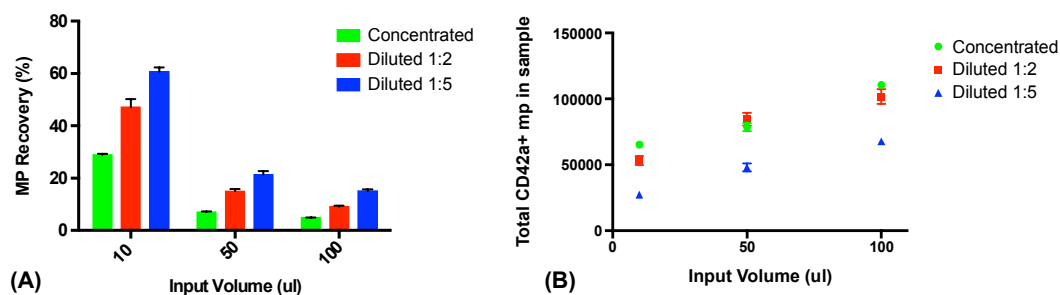 80
60
40
20
0
MP Recovery (%)
10
50
100
Input Volume (ul)
Concentrated
Diluted 1:2
Diluted 1:5
(A)
150000
100000
50000
0
Total CD42a+ mp in sample
0
50
100
Input Volume (ul)
Concentrated
Diluted 1:2
Diluted 1:5
(B)